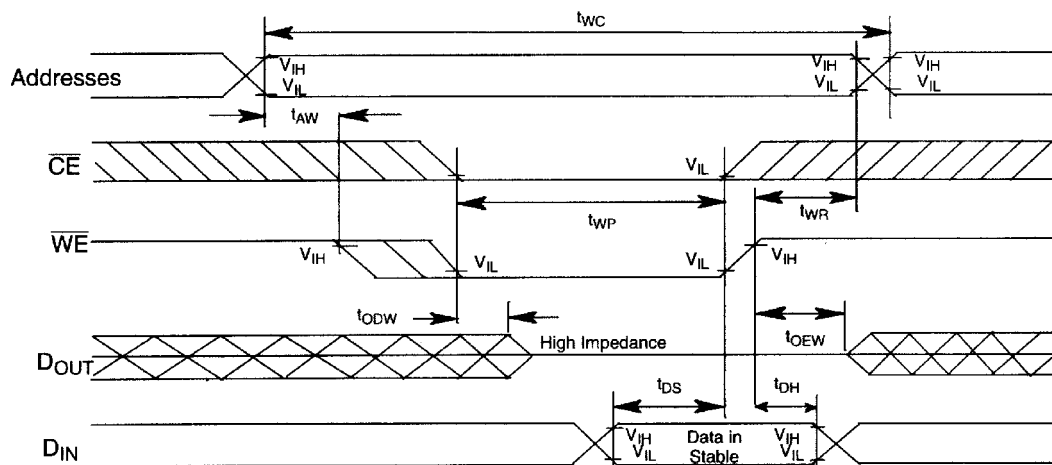 tWC
Addresses
VIH
VIL
VIH
VIL
VIH
VIL
tAW
CE
VIL
tWP
tWR
WE
VIH
VIL
VIL
VIH
tODW
High Impedance
tOEW
DOUT
tDS
tDH
DIN
VIH
VIL
Data in
Stable
VIH
VIL